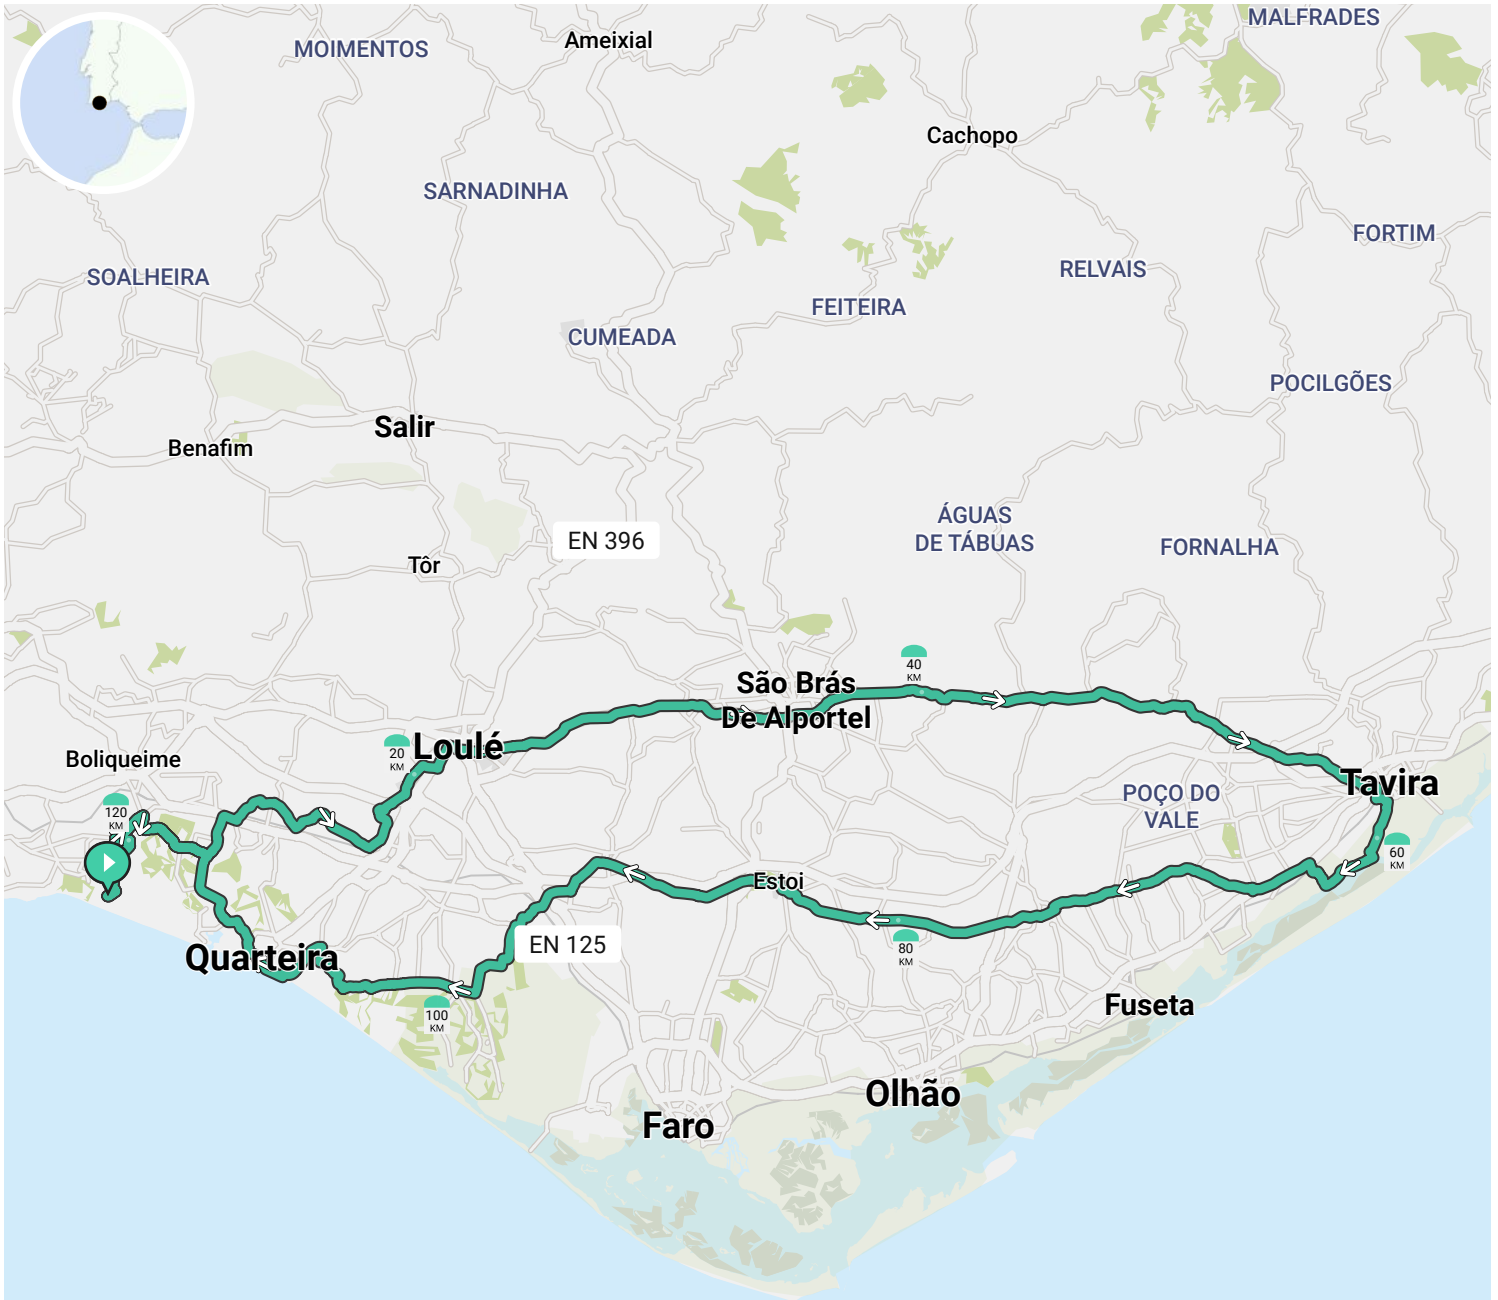 MALFRADES
Ameixial
MOIMENTOS
Cachopo
SARNADINHA
FORTIM
RELVAIS
SOALHEIRA
FEITEIRA
CUMEADA
POCILGÕES
Salir
Benafim
ÁGUAS
DE TÁBUAS
EN 396
FORNALHA
Tôr
40
KM
São Brás
De Alportel
20
KM
Loulé
Boliqueime
Tavira
POÇO DO
VALE
120
KM
60
KM
Estoi
80
KM
EN 125
Quarteira
100
KM
Fuseta
Olhão
Faro